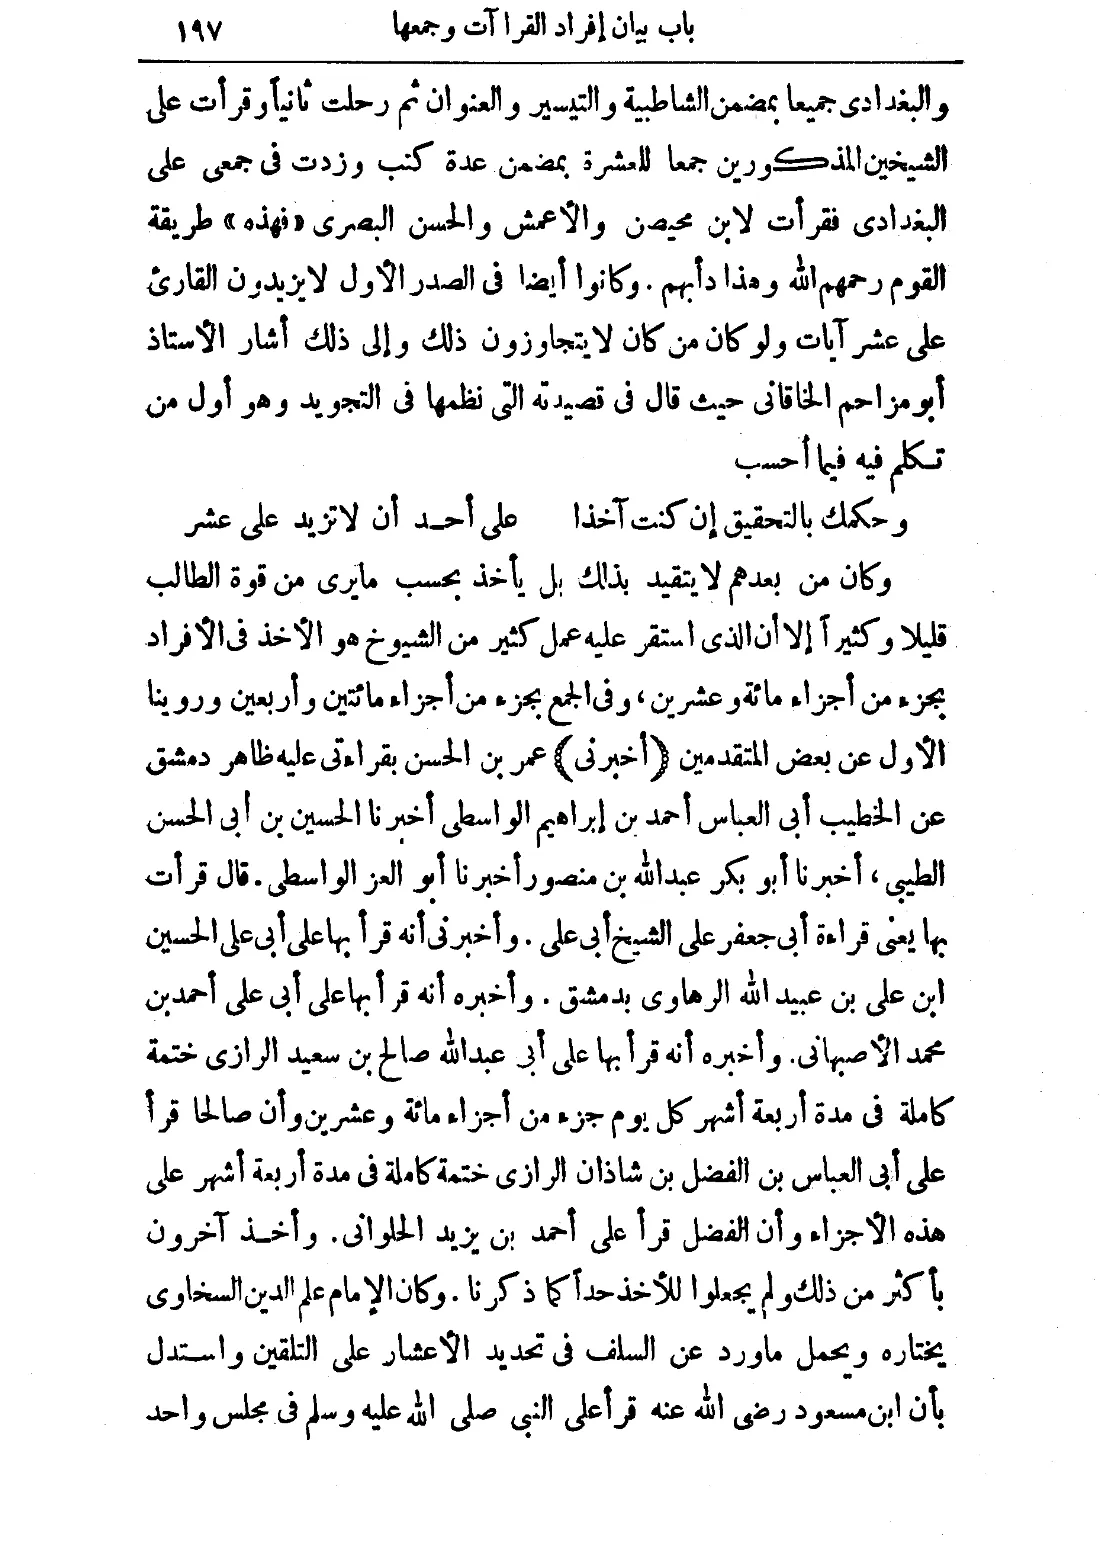 باب بيان إفراد القراآت وجمعها ١٩٧
والبغدادى جميعا بمضمن الشاطبية والتيسير والعنوان ثم رحلت ثانياً وقرأت على
الشيخين المذكورين جمعا للعشرة بمضمن عدة كتب وزدت فى جمعى على
البغدادى فقرأت لابن محيصن والأعمش والحسن البصرى «فهذه» طريقة
القوم رحمهم الله وهذا دأبهم . وكانوا أيضا فى الصدر الأول لايزيدون القارئ
على عشر آيات ولو كان من كان لايتجاوزون ذلك وإلى ذلك أشار الأستاذ
أبو مزاحم الخاقانى حيث قال فى قصيدته التى نظمها فى التجويد وهو أول من
تكلم فيه فيما أحسب
وحكمك بالتحقيق إن كنت آخذا على أحد أن لاتزيد على عشر
وكان من بعدهم لايتقيد بذلك بل يأخذ بحسب مايرى من قوة الطالب
قليلا وكثيراً إلا أن الذى استقر عليه عمل كثير من الشيوخ هو الأخذ فى الأفراد
بجزء من أجزاء مائة وعشرين ، وفى الجمع بجزء من أجزاء مائتين وأربعين وروينا
الأول عن بعض المتقدمين ﴿أخبرنى﴾ عمر بن الحسن بقراءتى عليه ظاهر دمشق
عن الخطيب أبى العباس أحمد بن إبراهيم الواسطى أخبرنا الحسين بن أبى الحسن
الطيبى ، أخبرنا أبو بكر عبدالله بن منصور أخبرنا أبو العز الواسطى . قال قرأت
بها يعنى قراءة أبى جعفر على الشيخ أبى على . وأخبرنى أنه قرأ بها على أبى على الحسين
ابن على بن عبيد الله الرهاوى بدمشق . وأخبره أنه قرأ بها على أبى على أحمد بن
محمد الأصبهانى. وأخبره أنه قرأ بها على أبى عبدالله صالح بن سعيد الرازى ختمة
كاملة فى مدة أربعة أشهر كل يوم جزء من أجزاء مائة وعشرين وأن صالحا قرأ
على أبى العباس بن الفضل بن شاذان الرازى ختمة كاملة فى مدة أربعة أشهر على
هذه الأجزاء وأن الفضل قرأ على أحمد بن يزيد الحلوانى. وأخذ آخرون
بأكثر من ذلك ولم يجعلوا للأخذ حداً كما ذكرنا . وكان الإمام علم الدين السخاوى
يختاره ويحمل ماورد عن السلف فى تحديد الأعشار على التلقين واستدل
بأن ابن مسعود رضى الله عنه قرأ على النبى صلى الله عليه وسلم فى مجلس واحد